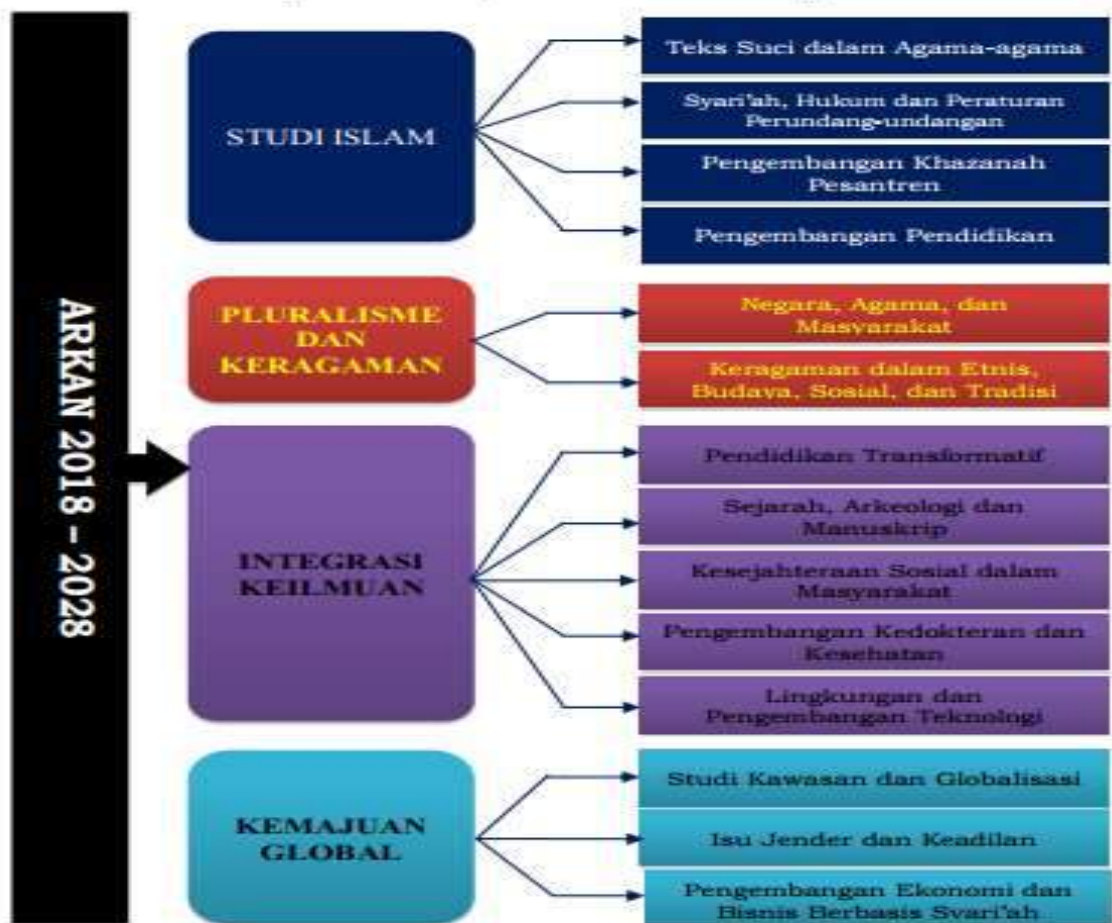 ARKAN 2018 – 2028
STUDI ISLAM
Teks Suci dalam Agama-agama
Syari'ah, Hukum dan Peraturan
Perundang-undangan
Pengembangan Khazanah
Pesantren
Pengembangan Pendidikan
PLURALISME
DAN
KERAGAMAN
Negara, Agama, dan
Masyarakat
Keragaman dalam Etnis,
Budaya, Sosial, dan Tradisi
INTEGRASI
KEILMUAN
Pendidikan Transformatif
Sejarah, Arkeologi dan
Manuskrip
Kesejahteraan Sosial dalam
Masyarakat
Pengembangan Kedokteran dan
Kesehatan
Lingkungan dan
Pengembangan Teknologi
KEMAJUAN
GLOBAL
Studi Kawasan dan Globalisasi
Isu Jender dan Keadilan
Pengembangan Ekonomi dan
Bisnis Berbasis Syari'ah